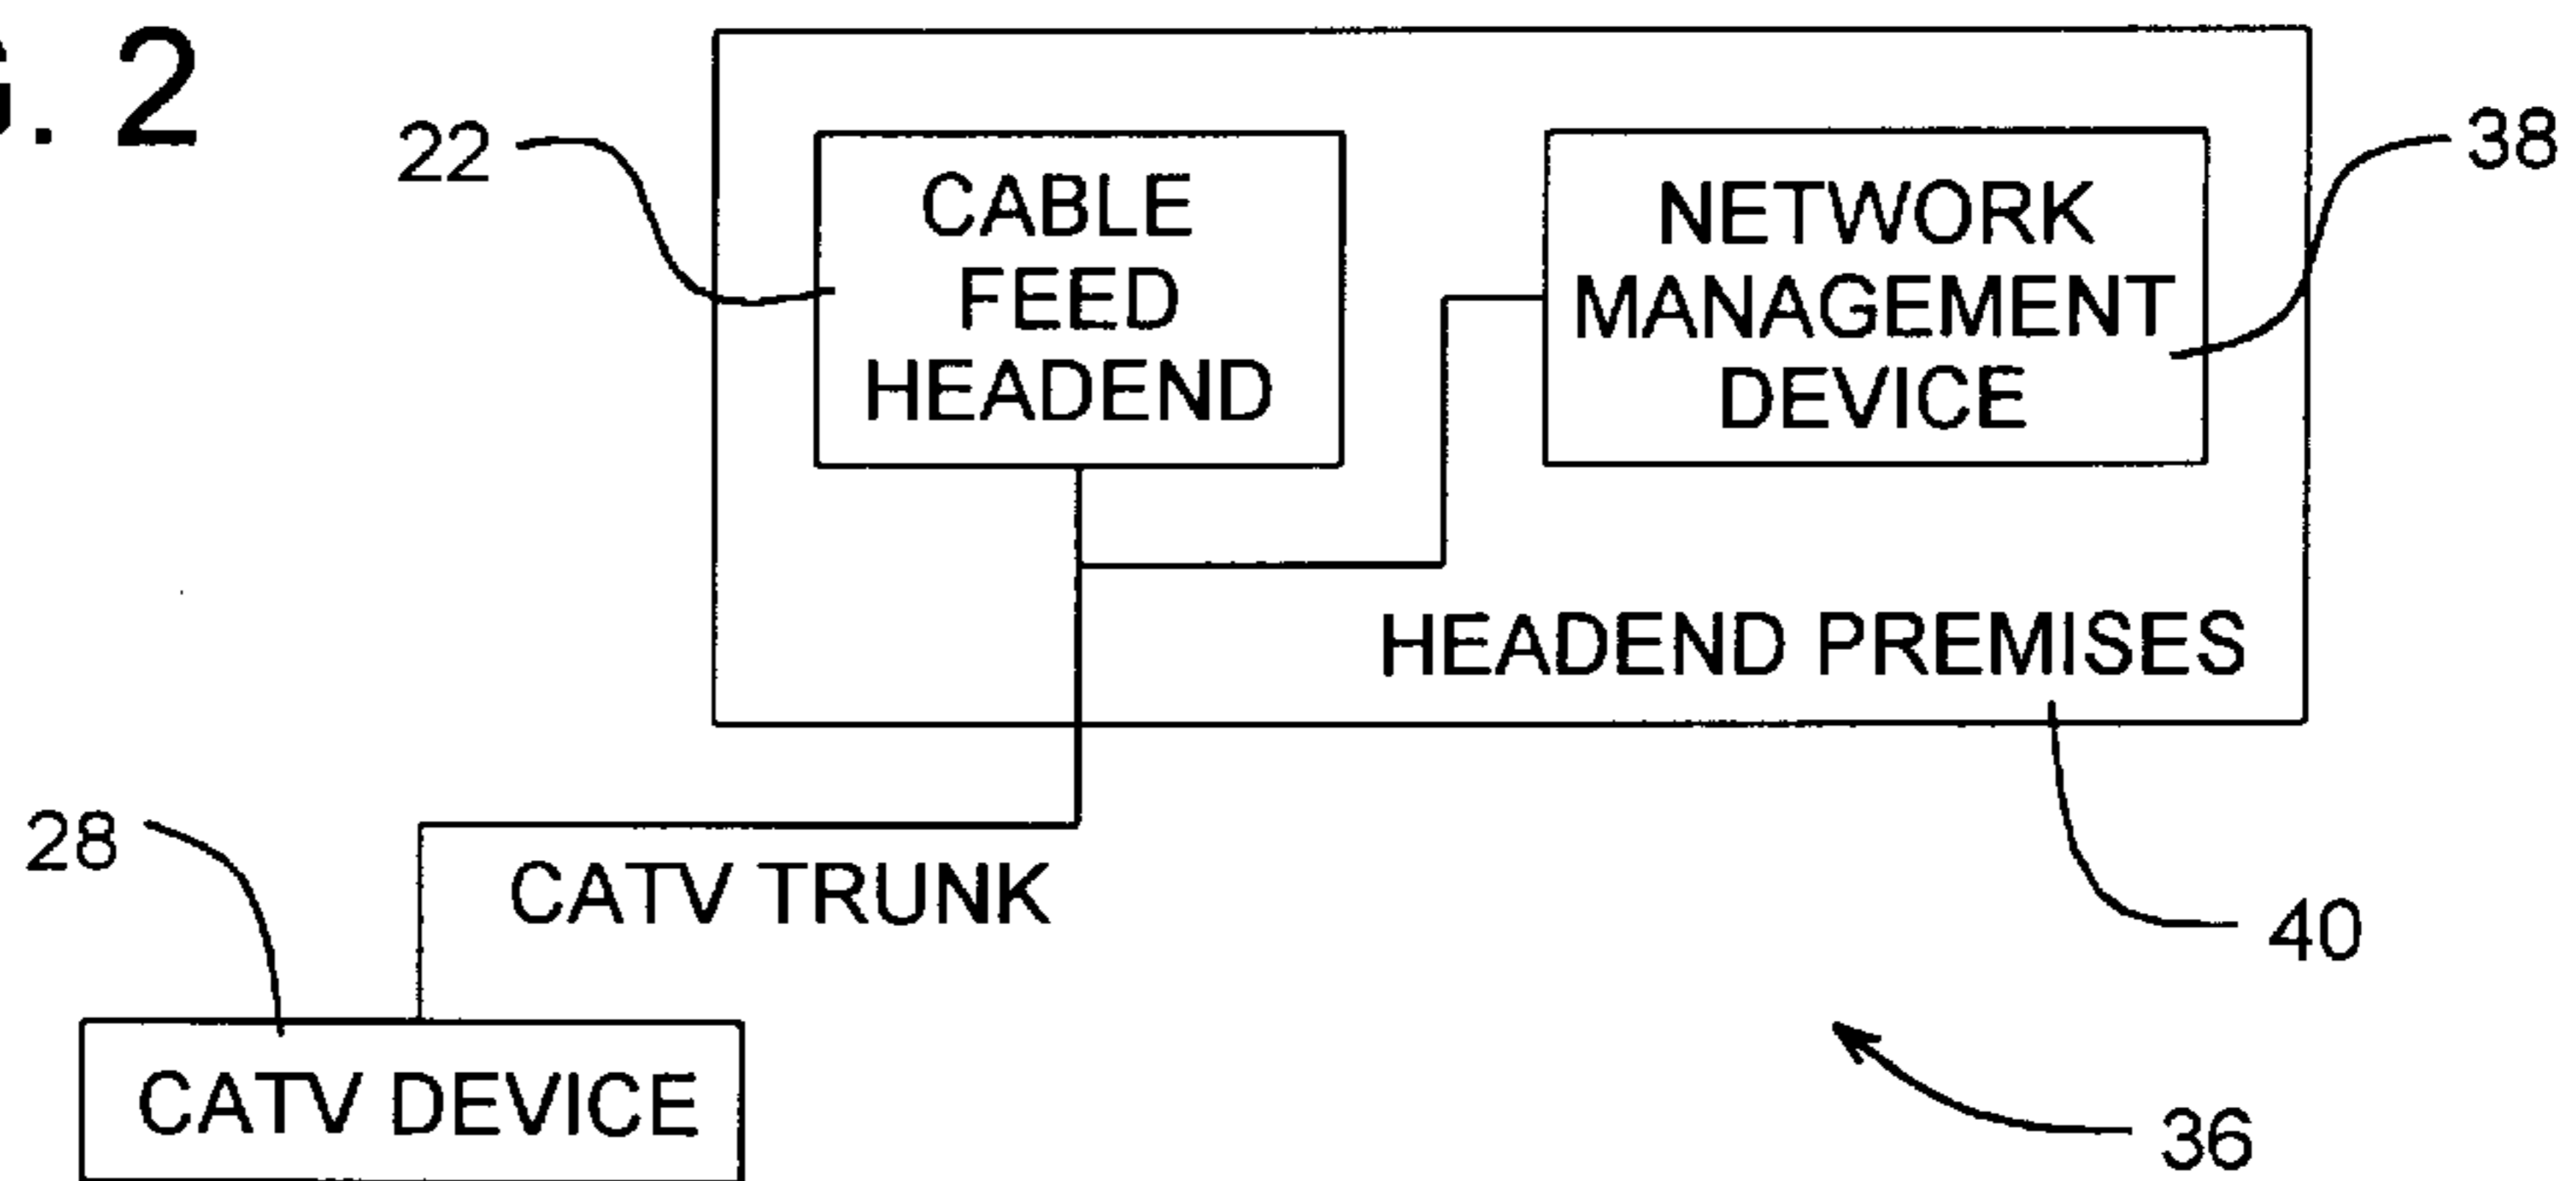 G. 2
22
CABLE
FEED
HEADEND
NETWORK
MANAGEMENT
DEVICE
38
HEADEND PREMISES
28
CATV TRUNK
40
CATV DEVICE
36